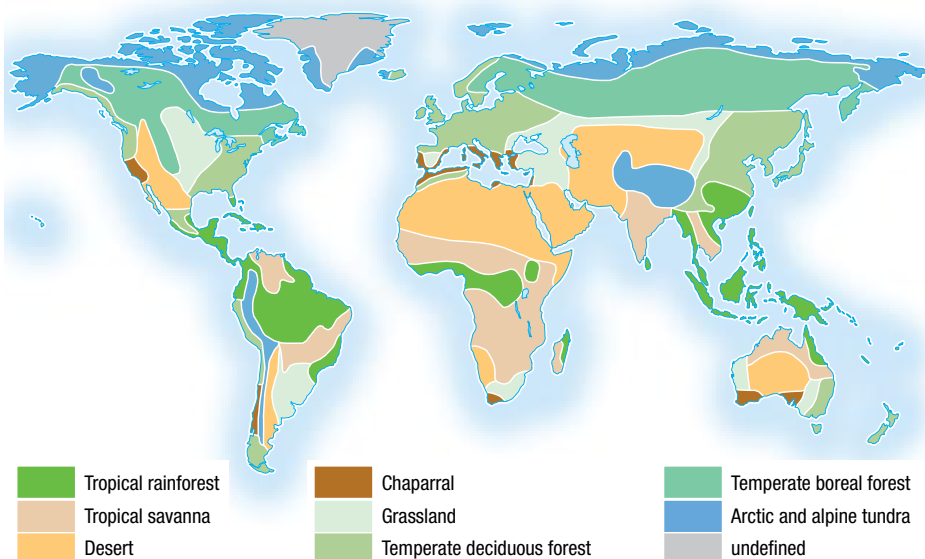 Tropical rainforest
Tropical savanna
Desert
Chaparral
Grassland
Temperate deciduous forest
Temperate boreal forest
Arctic and alpine tundra
undefined